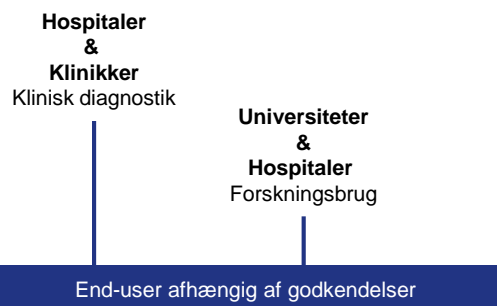 Hospitaler
&
Klinikker
Klinisk diagnostik
Universiteter
&
Hospitaler
Forskningsbrug
End-user afhængig af godkendelser